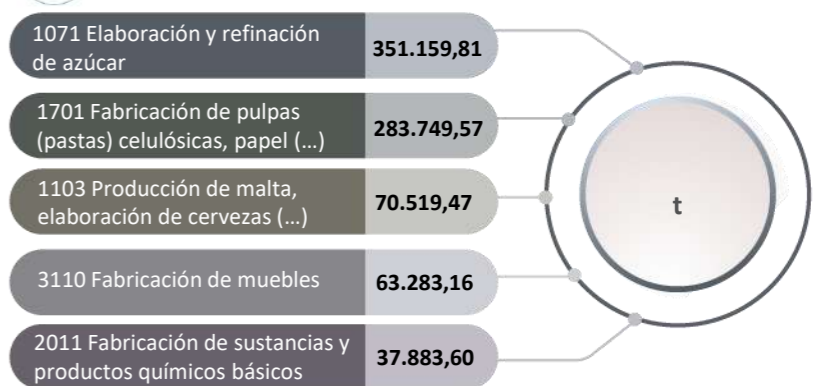 1071 Elaboración y refinación
de azúcar
351.159,81
1701 Fabricación de pulpas
(pastas) celulósicas, papel (…)
283.749,57
1103 Producción de malta,
elaboración de cervezas (…)
70.519,47
t
3110 Fabricación de muebles
63.283,16
2011 Fabricación de sustancias y
productos químicos básicos
37.883,60